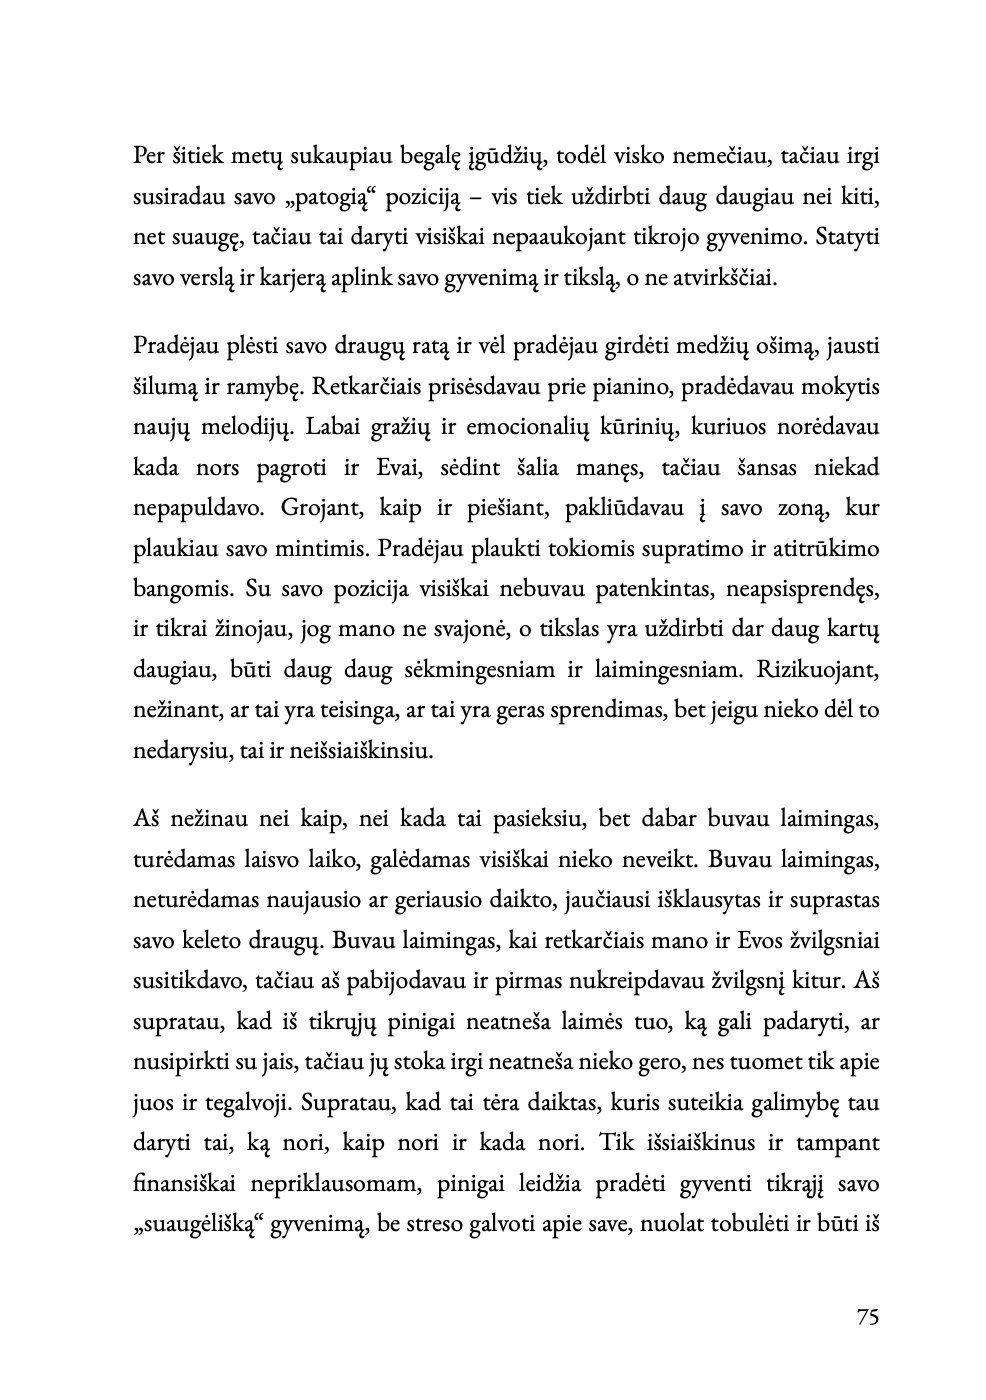 Per šitiek metų sukaupiau begalę įgūdžių, todėl visko nemečiau, tačiau irgi
susiradau savo „patogią“ poziciją – vis tiek uždirbti daug daugiau nei kiti,
net suaugę, tačiau tai daryti visiškai nepaaukojant tikrojo gyvenimo. Statyti
savo verslą ir karjerą aplink savo gyvenimą ir tikslą, o ne atvirkščiai.
Pradėjau plėsti savo draugų ratą ir vėl pradėjau girdėti medžių ošimą, jausti
šilumą ir ramybę. Retkarčiais prisėsdavau prie pianino, pradėdavau mokytis
naujų melodijų. Labai gražių ir emocionalių kūrinių, kuriuos norėdavau
kada nors pagroti ir Evai, sėdint šalia manęs, tačiau šansas niekad
nepapuldavo. Grojant, kaip ir piešiant, pakliūdavau į savo zoną, kur
plaukiau savo mintimis. Pradėjau plaukti tokiomis supratimo ir atitrūkimo
bangomis. Su savo pozicija visiškai nebuvau patenkintas, neapsisprendęs,
ir tikrai žinojau, jog mano ne svajonė, o tikslas yra uždirbti dar daug kartų
daugiau, būti daug daug sėkmingesniam ir laimingesniam. Rizikuojant,
nežinant, ar tai yra teisinga, ar tai yra geras sprendimas, bet jeigu nieko dėl to
nedarysiu, tai ir neišsiaiškinsiu.
Aš nežinau nei kaip, nei kada tai pasieksiu, bet dabar buvau laimingas,
turėdamas laisvo laiko, galėdamas visiškai nieko neveikt. Buvau laimingas,
neturėdamas naujausio ar geriausio daikto, jaučiausi išklausytas ir suprastas
savo keleto draugų. Buvau laimingas, kai retkarčiais mano ir Evos žvilgsniai
susitikdavo, tačiau aš pabijodavau ir pirmas nukreipdavau žvilgsnį kitur. Aš
supratau, kad iš tikrųjų pinigai neatneša laimės tuo, ką gali padaryti, ar
nusipirkti su jais, tačiau jų stoka irgi neatneša nieko gero, nes tuomet tik apie
juos ir tegalvoji. Supratau, kad tai tėra daiktas, kuris suteikia galimybę tau
daryti tai, ką nori, kaip nori ir kada nori. Tik išsiaiškinus ir tampant
finansiškai nepriklausomam, pinigai leidžia pradėti gyventi tikrąjį savo
„suaugėlišką“ gyvenimą, be streso galvoti apie save, nuolat tobulėti ir būti iš
75